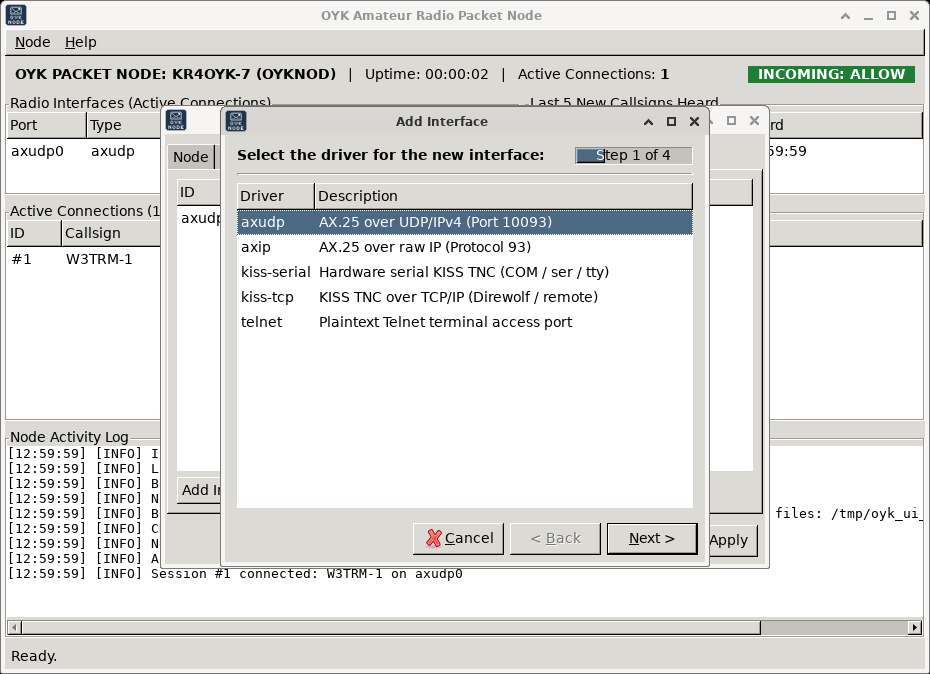 OYK Amateur Radio Packet Node
Node Help
OYK PACKET NODE: KR4OYK-7 (OYKNOD) | Uptime: 00:00:02 | Active Connections: 1
INCOMING: ALLOW
Radio Interfaces (Active Connections)
Last 5 New Callsigns Heard
Port Type
axudp0 axudp
Active Connections (1
ID Callsign
#1 W3TRM-1
Node
ID
Add Interface
Select the driver for the new interface:
Step 1 of 4
Driver Description
axudp AX.25 over UDP/IPv4 (Port 10093)
axip AX.25 over raw IP (Protocol 93)
kiss-serial Hardware serial KISS TNC (COM / ser / tty)
kiss-tcp KISS TNC over TCP/IP (Direwolf / remote)
telnet Plaintext Telnet terminal access port
Cancel
< Back
Next >
Add
Apply
Node Activity Log
[12:59:59] [INFO] I
[12:59:59] [INFO] L
[12:59:59] [INFO] B
[12:59:59] [INFO] N
[12:59:59] [INFO] B files: /tmp/oyk_ui_
[12:59:59] [INFO] C
[12:59:59] [INFO] N
[12:59:59] [INFO] A
[12:59:59] [INFO] Session #1 connected: W3TRM-1 on axudp0
Ready.